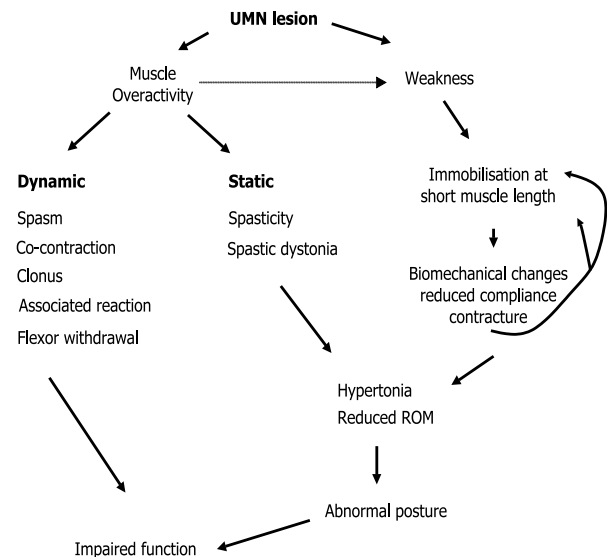 UMN lesion
Muscle
Overactivity
Weakness
Dynamic
Spasm
Co-contraction
Clonus
Associated reaction
Flexor withdrawal
Static
Spasticity
Spastic dystonia
Immobilisation at
short muscle length
Biomechanical changes
reduced compliance
contracture
Hypertonia
Reduced ROM
Abnormal posture
Impaired function